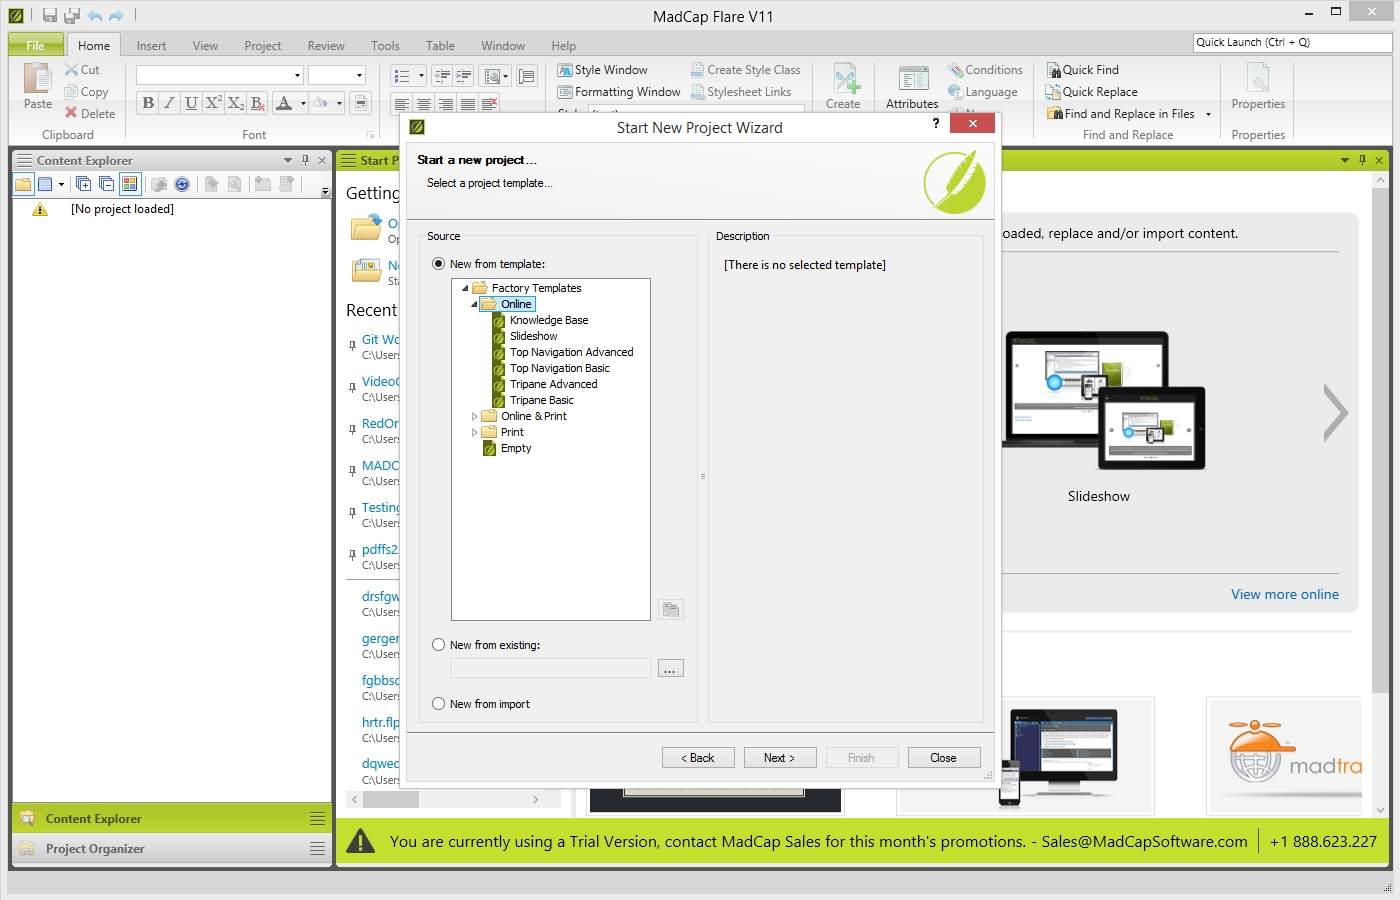 MadCap Flare V11
File Home Insert View Project Review Tools Table Window Help
Quick Launch (Ctrl + Q)
Paste
Cut
Copy
Delete
Clipboard
B I U X² X₂ B A
Font
Style Window
Formatting Window
Create Style Class
Stylesheet Links
Create
Attributes
Conditions
Language
Quick Find
Quick Replace
Find and Replace in Files
Find and Replace
Properties
Properties
Content Explorer
[No project loaded]
Content Explorer
Project Organizer
Start P
Getting
Recent
Git Wo
C:\Users
VideoC
C:\Users
RedOr
C:\Users
MADC
C:\Users
Testing
C:\Users
pdffs2
C:\Users
drsfgw
C:\Users
gerger
C:\Users
fgbbsc
C:\Users
hrtr.flp
C:\Users
dqwed
C:\Users
Start New Project Wizard
?
Start a new project...
Select a project template...
Source
New from template:
Factory Templates
Online
Knowledge Base
Slideshow
Top Navigation Advanced
Top Navigation Basic
Tripane Advanced
Tripane Basic
Online & Print
Print
Empty
New from existing:
...
New from import
Description
[There is no selected template]
< Back
Next >
Finish
Close
oaded, replace and/or import content.
Slideshow
View more online
madtra
You are currently using a Trial Version, contact MadCap Sales for this month's promotions. - Sales@MadCapSoftware.com
+1 888.623.227